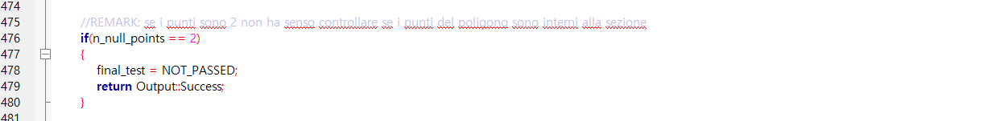 474
475 //REMARK: se i punti sono 2 non ha senso controllare se i punti del poligono sono interni alla sezione
476 if(n_null_points == 2)
477 {
478 final_test = NOT_PASSED;
479 return Output::Success;
480 }
481